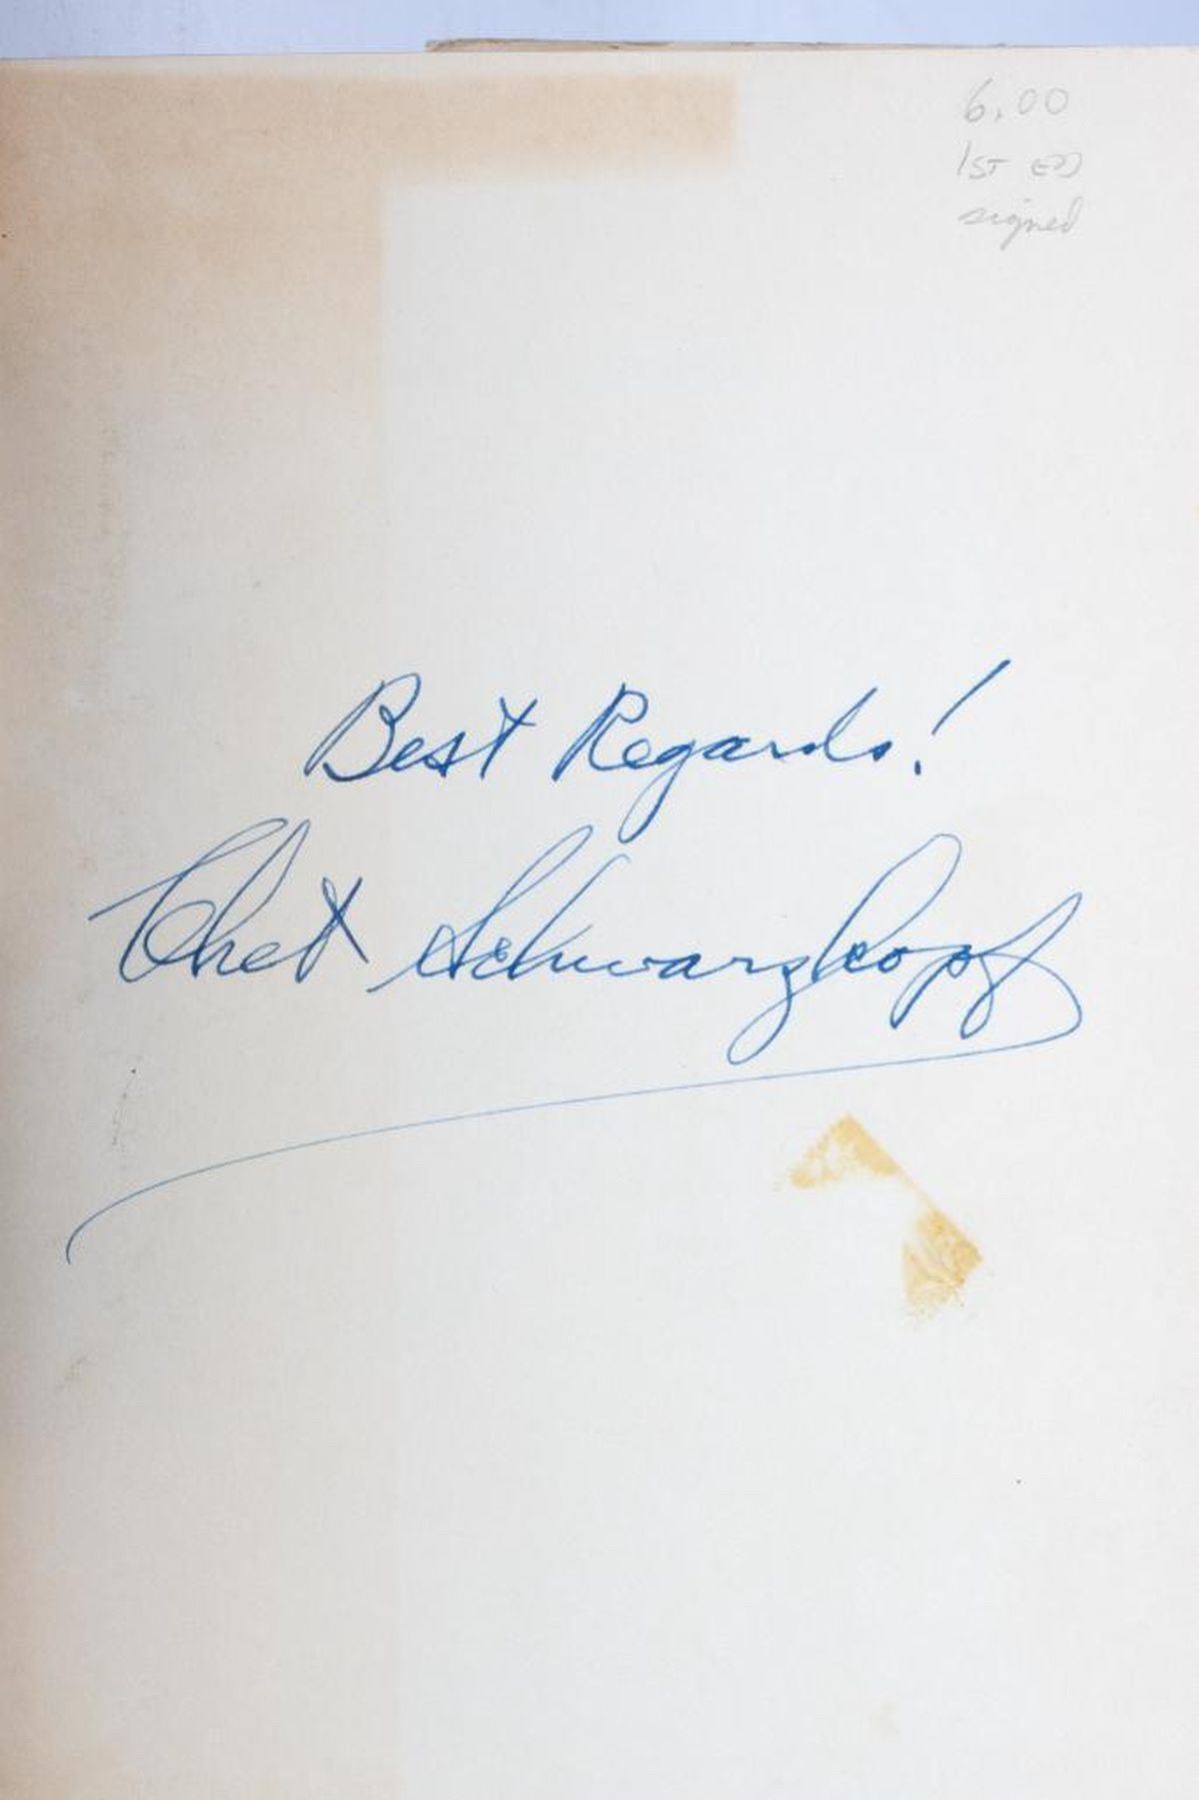 6.00
1ST ED
signed
Best Regards!
Chet Schwarzkopf